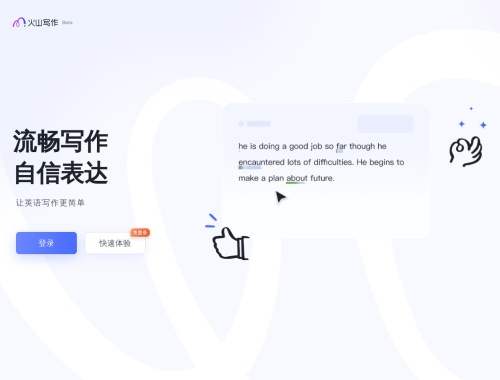 火山写作 Beta
流畅写作
自信表达
让英语写作更简单
登录
快速体验
免登录
he is doing a good job so far though he
encauntered lots of difficulties. He begins to
make a plan about future.